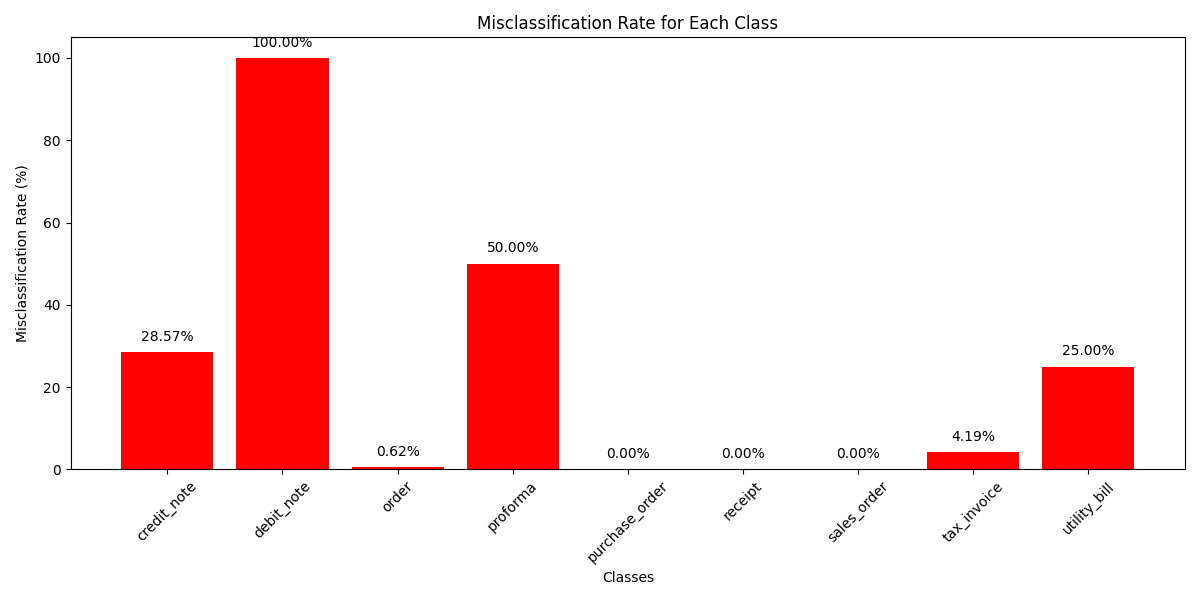 Misclassification Rate for Each Class
Misclassification Rate (%)
100
80
60
40
20
0
28.57%
100.00%
0.62%
50.00%
0.00%
0.00%
0.00%
4.19%
25.00%
credit_note
debit_note
order
proforma
purchase_order
receipt
sales_order
tax_invoice
utility_bill
Classes